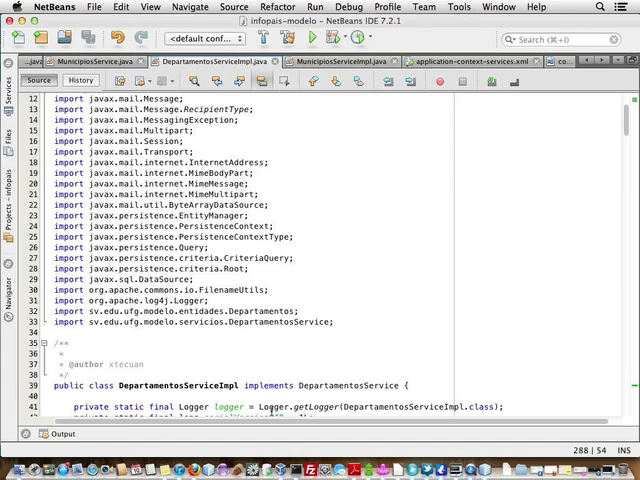 NetBeans File Edit View Navigate Source Refactor Run Debug Profile Team Tools Window Help
infopais-modelo - NetBeans IDE 7.2.1
<default conf... Search (⌘+I)
...java MunicipiosService.java DepartamentosServiceImpl.java MunicipiosServiceImpl.java application-context-services.xml co...
Source History
Services
Files
Projects - infopais
Navigator
12 import javax.mail.Message;
13 import javax.mail.Message.RecipientType;
14 import javax.mail.MessagingException;
15 import javax.mail.Multipart;
16 import javax.mail.Session;
17 import javax.mail.Transport;
18 import javax.mail.internet.InternetAddress;
19 import javax.mail.internet.MimeBodyPart;
20 import javax.mail.internet.MimeMessage;
21 import javax.mail.internet.MimeMultipart;
22 import javax.mail.util.ByteArrayDataSource;
23 import javax.persistence.EntityManager;
24 import javax.persistence.PersistenceContext;
25 import javax.persistence.PersistenceContextType;
26 import javax.persistence.Query;
27 import javax.persistence.criteria.CriteriaQuery;
28 import javax.persistence.criteria.Root;
29 import javax.sql.DataSource;
30 import org.apache.commons.io.FilenameUtils;
31 import org.apache.log4j.Logger;
32 import sv.edu.ufg.modelo.entidades.Departamentos;
33 import sv.edu.ufg.modelo.servicios.DepartamentosService;
35 /**
36 *
37 * @author xtecuan
38 */
39 public class DepartamentosServiceImpl implements DepartamentosService {
40
41 private static final Logger logger = Logger.getLogger(DepartamentosServiceImpl.class);
Output
288 | 54 INS